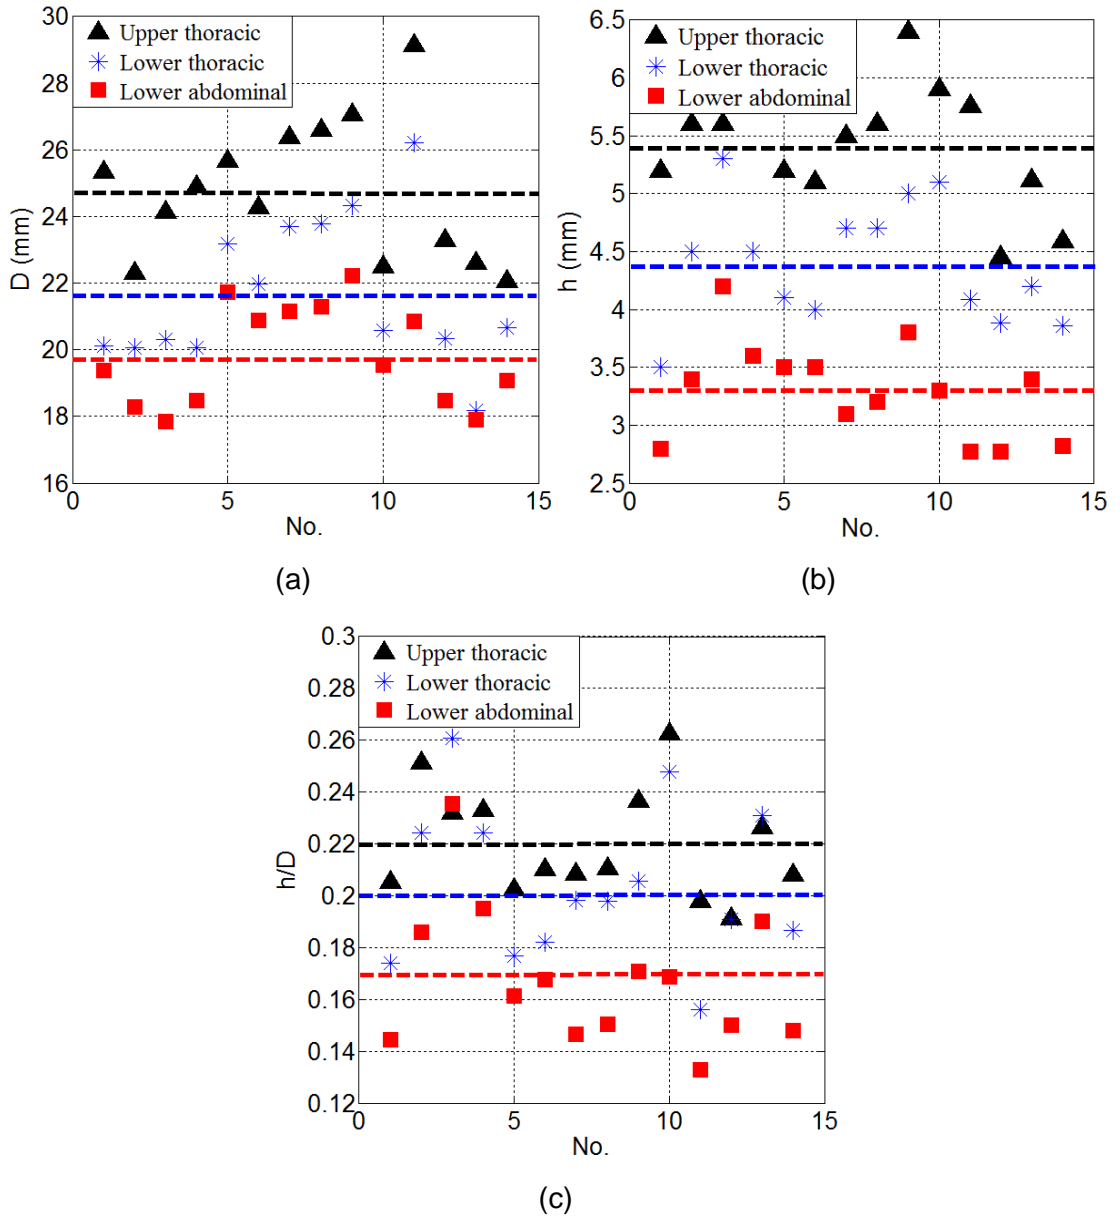 30
28
26
24
22
20
18
16
D (mm)
Upper thoracic
Lower thoracic
Lower abdominal
0
5
10
15
No.
(a)
6.5
6
5.5
5
4.5
4
3.5
3
2.5
h (mm)
Upper thoracic
Lower thoracic
Lower abdominal
0
5
10
15
No.
(b)
0.3
0.28
0.26
0.24
0.22
0.2
0.18
0.16
0.14
0.12
h/D
Upper thoracic
Lower thoracic
Lower abdominal
0
5
10
15
No.
(c)